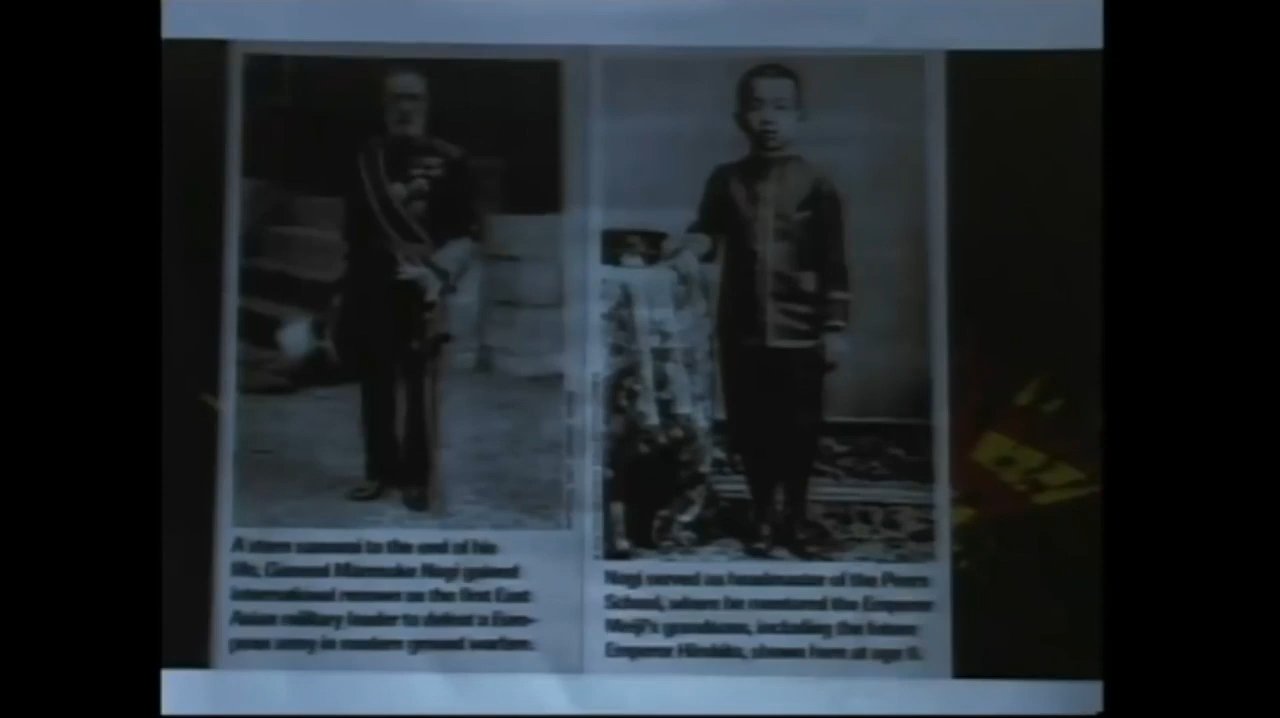 A stern samurai to the end of his
life, General Maresuke Nogi gained
international renown as the first East
Asian military leader to defeat a Euro-
pean army in modern ground warfare.
Nogi served as headmaster of the Peers
School, where he mentored the Emperor
Meiji's grandsons, including the future
Emperor Hirohito, shown here at age